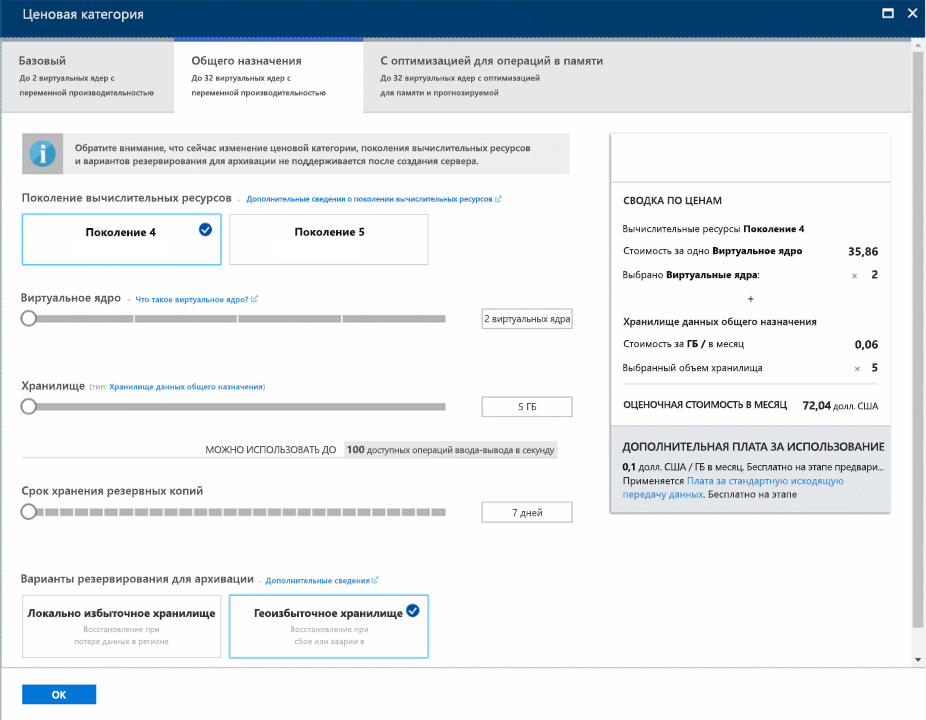 Ценовая категория
Базовый
До 2 виртуальных ядер с
переменной производительностью
Общего назначения
До 32 виртуальных ядер с
переменной производительностью
С оптимизацией для операций в памяти
До 32 виртуальных ядер с оптимизацией
для памяти и прогнозируемой
Обратите внимание, что сейчас изменение ценовой категории, поколения вычислительных ресурсов
и вариантов резервирования для архивации не поддерживается после создания сервера.
Поколение вычислительных ресурсов - Дополнительные сведения о поколении вычислительных ресурсов
Поколение 4
Поколение 5
Виртуальное ядро - Что такое виртуальное ядро?
2 виртуальных ядра
Хранилище (тип: Хранилище данных общего назначения)
5 ГБ
МОЖНО ИСПОЛЬЗОВАТЬ ДО 100 доступных операций ввода-вывода в секунду
Срок хранения резервных копий
7 дней
Варианты резервирования для архивации - Дополнительные сведения
Локально избыточное хранилище
Восстановление при
потере данных в регионе
Геоизбыточное хранилище
Восстановление при
сбое или аварии в
ОК
СВОДКА ПО ЦЕНАМ
Вычислительные ресурсы Поколение 4
Стоимость за одно Виртуальное ядро 35,86
Выбрано Виртуальные ядра: × 2
+
Хранилище данных общего назначения
Стоимость за ГБ / в месяц 0,06
Выбранный объем хранилища × 5
ОЦЕНОЧНАЯ СТОИМОСТЬ В МЕСЯЦ 72,04 долл. США
ДОПОЛНИТЕЛЬНАЯ ПЛАТА ЗА ИСПОЛЬЗОВАНИЕ
0,1 долл. США / ГБ в месяц. Бесплатно на этапе предвари...
Применяется Плата за стандартную исходящую
передачу данных. Бесплатно на этапе